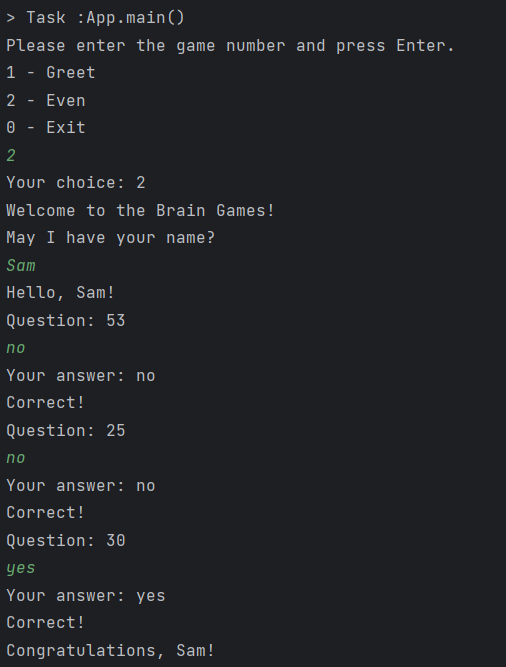 > Task :App.main()
Please enter the game number and press Enter.
1 - Greet
2 - Even
0 - Exit
2
Your choice: 2
Welcome to the Brain Games!
May I have your name?
Sam
Hello, Sam!
Question: 53
no
Your answer: no
Correct!
Question: 25
no
Your answer: no
Correct!
Question: 30
yes
Your answer: yes
Correct!
Congratulations, Sam!